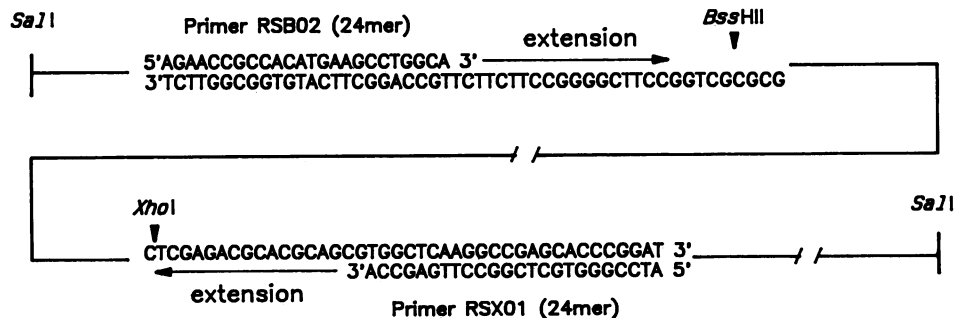 SalI
Primer RSB02 (24mer)
BssHII
extension
5'AGAACCGCCACATGAAGCCTGGCA 3'
3'TCTTGGCGGTGTACTTCGGACCGTTCTTCTTCCGGGGCTTCCGGTCGCGCG
XhoI
SalI
CTCGAGACGCACGCAGCGTGGCTCAAGGCCGAGCACCCGGAT 3'
3'ACCGAGTTCCGGCTCGTGGGCCTA 5'
extension
Primer RSX01 (24mer)